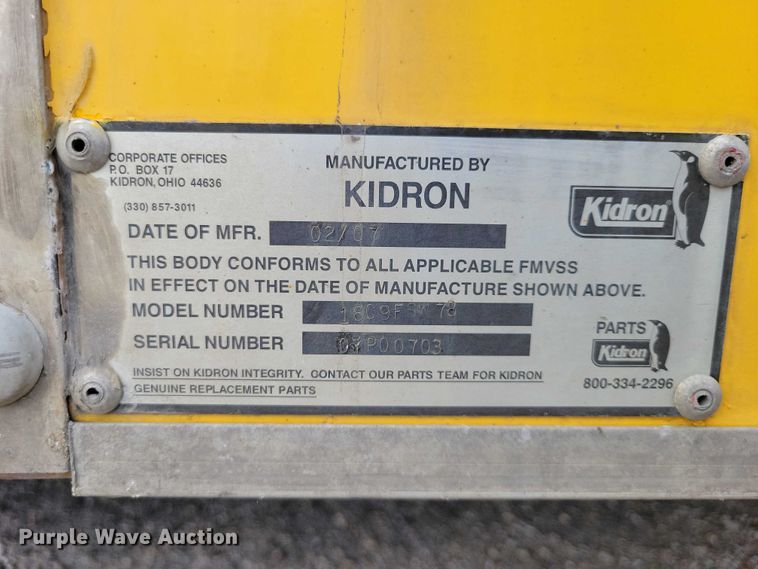 CORPORATE OFFICES
P.O. BOX 17
KIDRON, OHIO 44636
(330) 857-3011
MANUFACTURED BY
KIDRON
Kidron
DATE OF MFR. 02/07
THIS BODY CONFORMS TO ALL APPLICABLE FMVSS
IN EFFECT ON THE DATE OF MANUFACTURE SHOWN ABOVE.
MODEL NUMBER
SERIAL NUMBER
PARTS
Kidron
800-334-2296
INSIST ON KIDRON INTEGRITY. CONTACT OUR PARTS TEAM FOR KIDRON
GENUINE REPLACEMENT PARTS
Purple Wave Auction